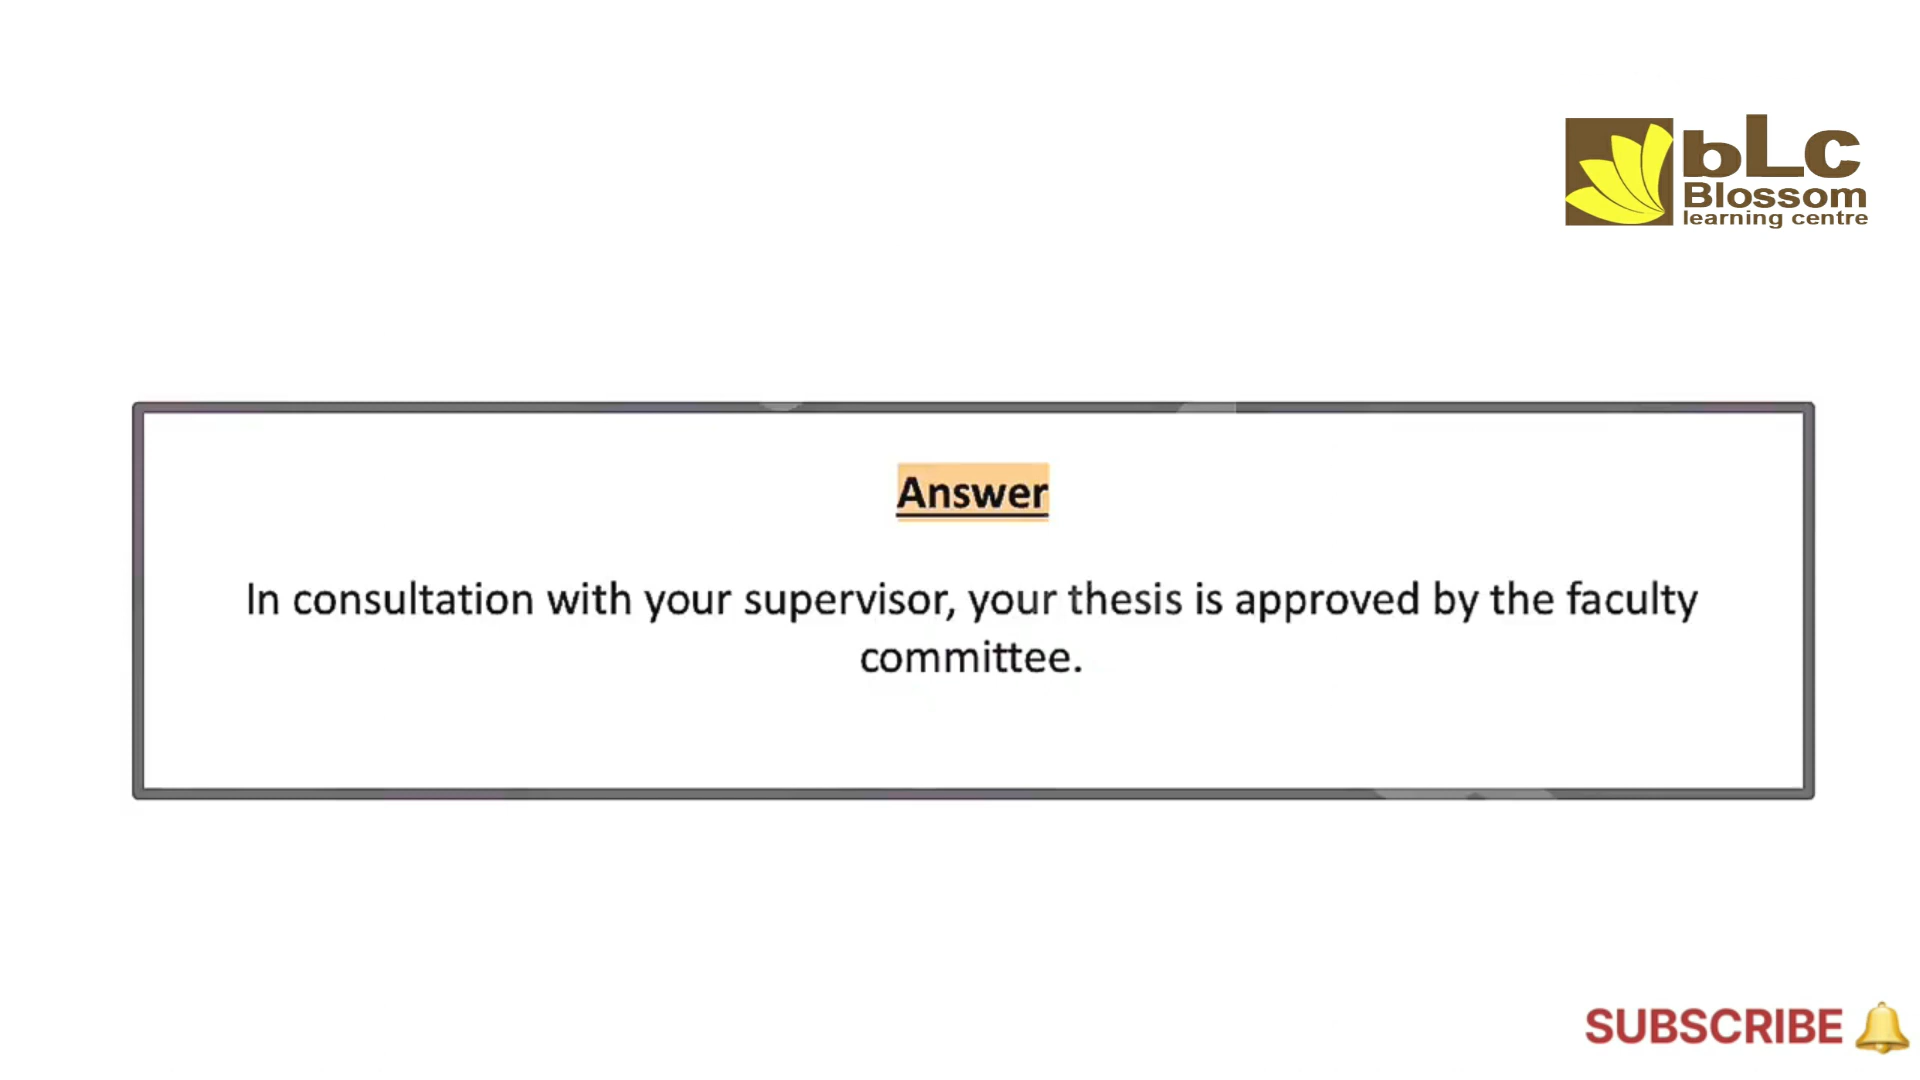 bLc
Blossom
learning centre
Answer
In consultation with your supervisor, your thesis is approved by the faculty
committee.
SUBSCRIBE